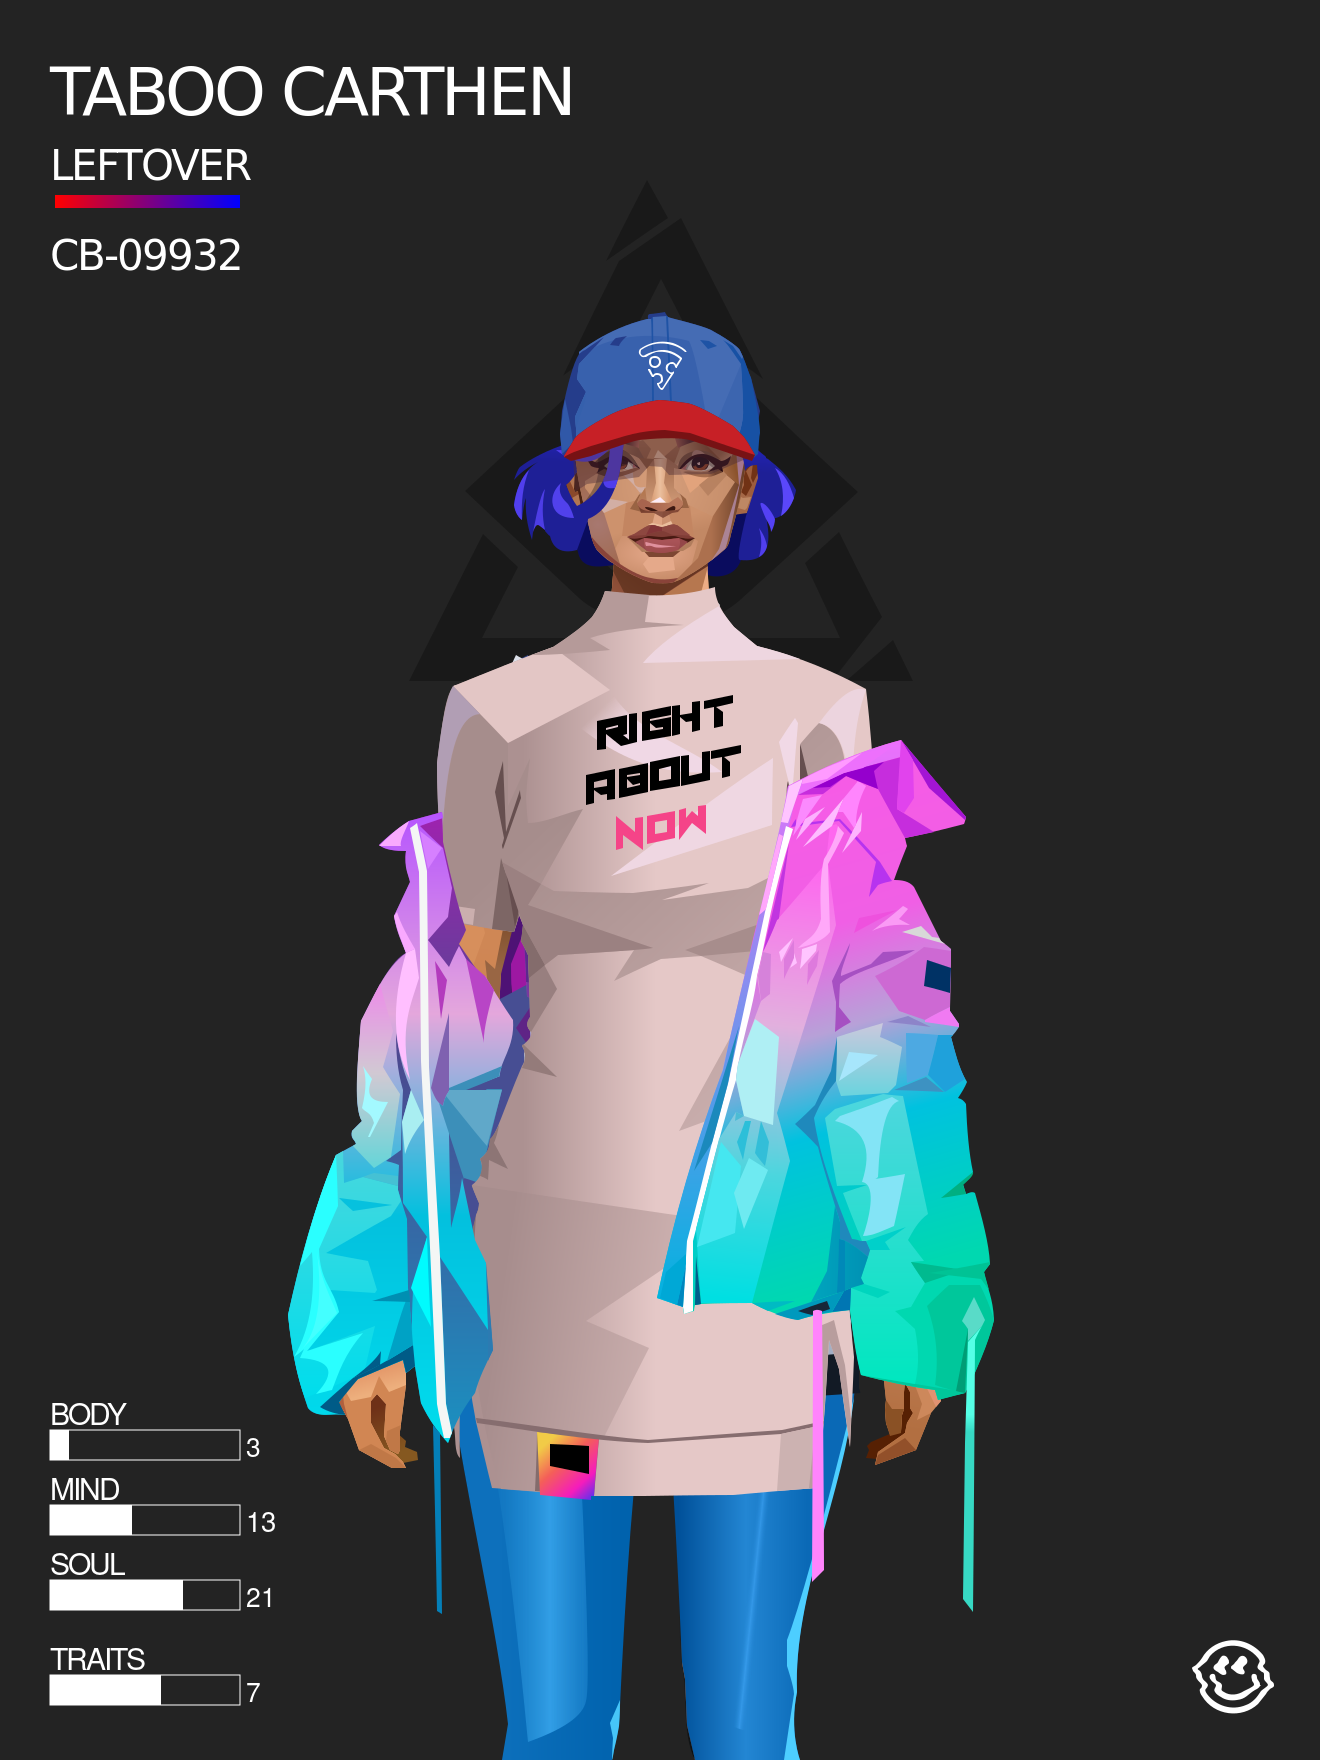 TABOO CARTHEN
LEFTOVER
CB-09932
RIGHT
ABOUT
NOW
BODY
3
MIND
13
SOUL
21
TRAITS
7